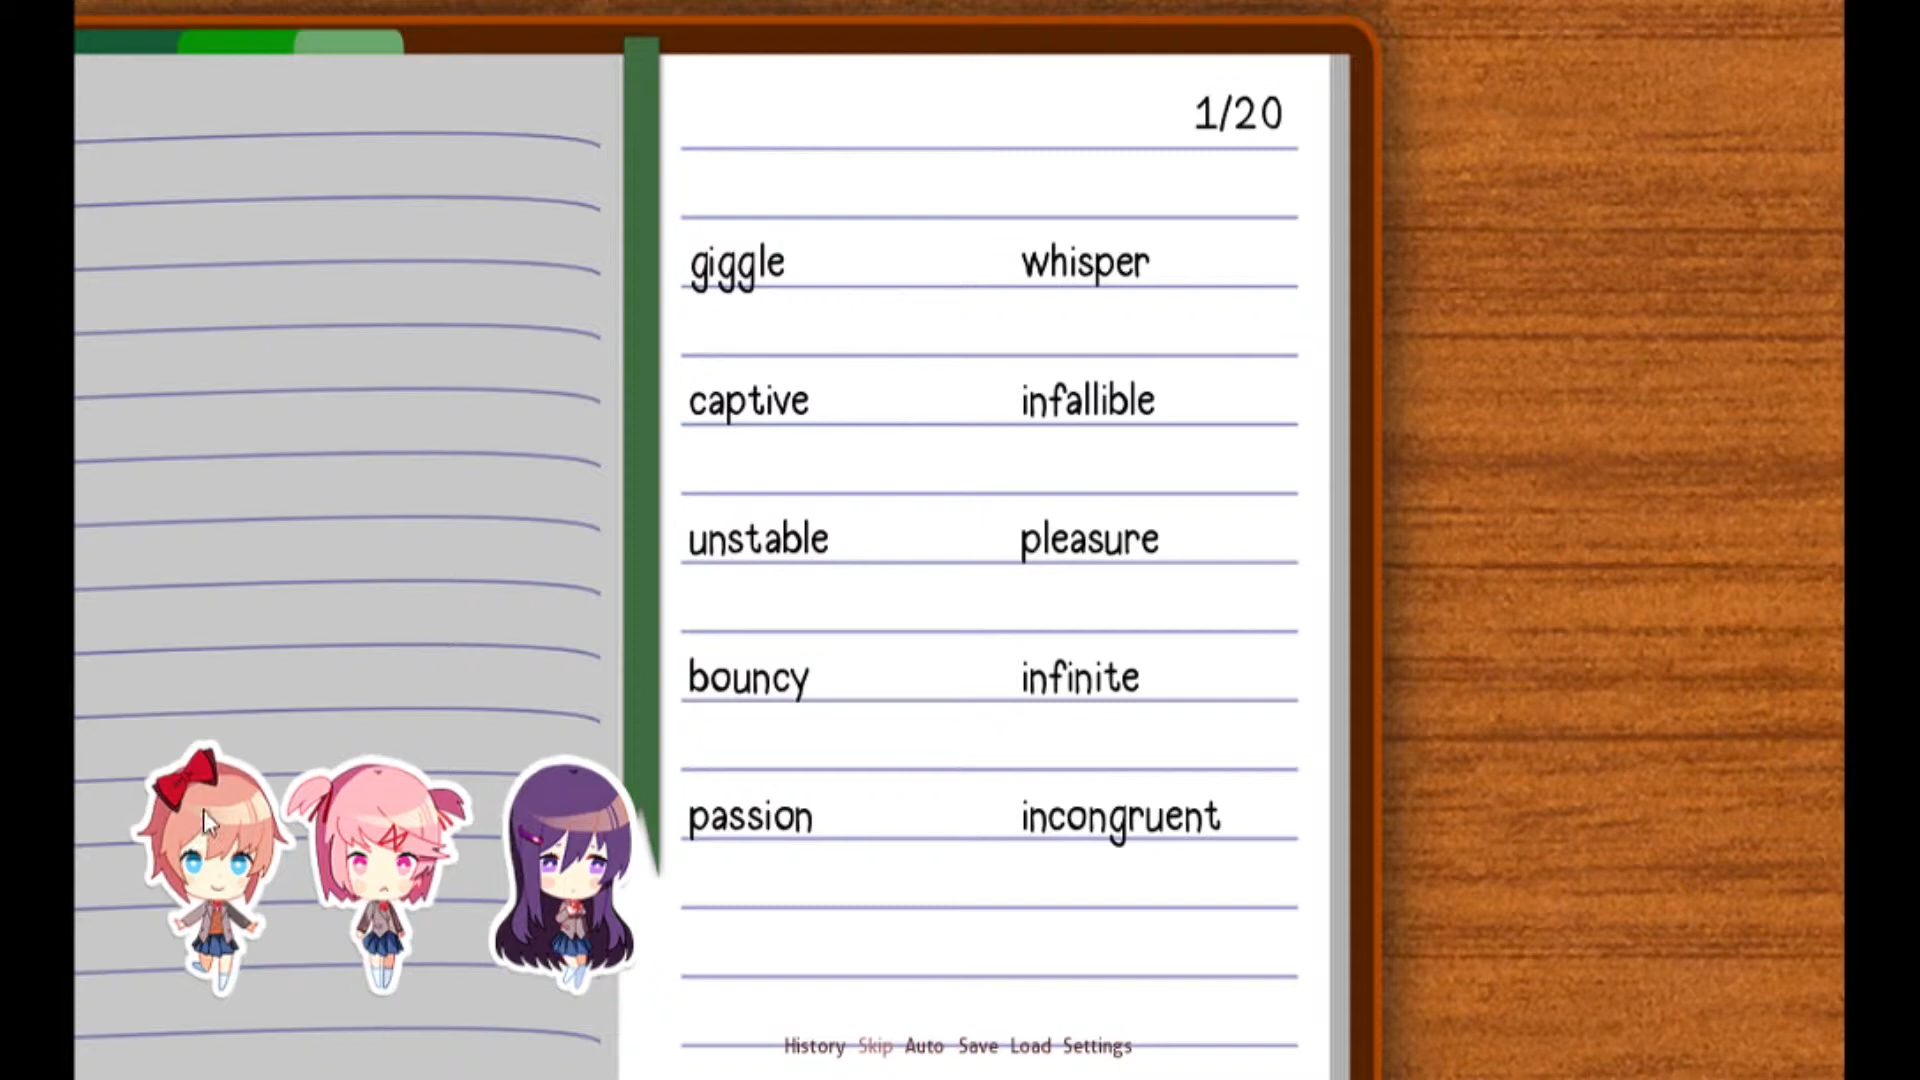 1/20
giggle whisper
captive infallible
unstable pleasure
bouncy infinite
passion incongruent
History Skip Auto Save Load Settings